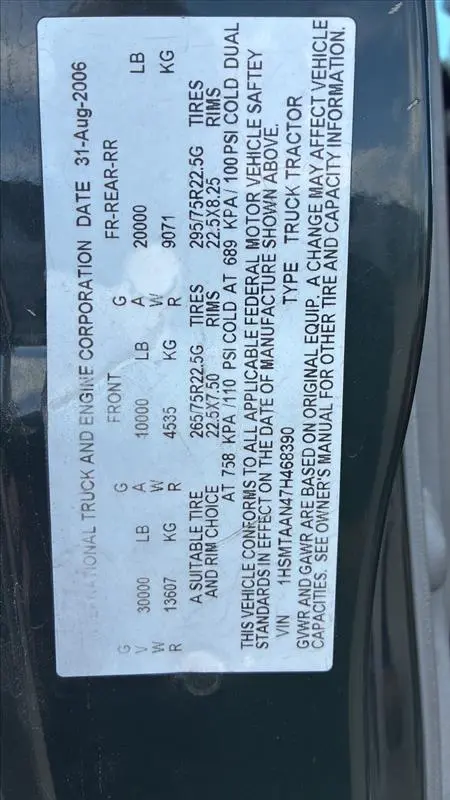 ERNATIONAL TRUCK AND ENGINE CORPORATION DATE 31-Aug-2006
FRONT FR-REAR-RR
G G
V 30000 LB A 10000 LB A 20000 LB
W W W
R 13607 KG R 4535 KG R 9071 KG
A SUITABLE TIRE 265/75R22.5G TIRES 295/75R22.5G TIRES
AND RIM CHOICE 22.5X7.50 RIMS 22.5X8.25 RIMS
AT 758 KPA/110 PSI COLD AT 689 KPA/100PSI COLD DUAL
THIS VEHICLE CONFORMS TO ALL APPLICABLE FEDERAL MOTOR VEHICLE SAFTEY
STANDARDS IN EFFECT ON THE DATE OF MANUFACTURE SHOWN ABOVE.
VIN 1HSMTAAN47H468390 TYPE TRUCK TRACTOR
GVWR AND GAWR ARE BASED ON ORIGINAL EQUIP. A CHANGE MAY AFFECT VEHICLE
CAPACITIES. SEE OWNER'S MANUAL FOR OTHER TIRE AND CAPACITY INFORMATION.